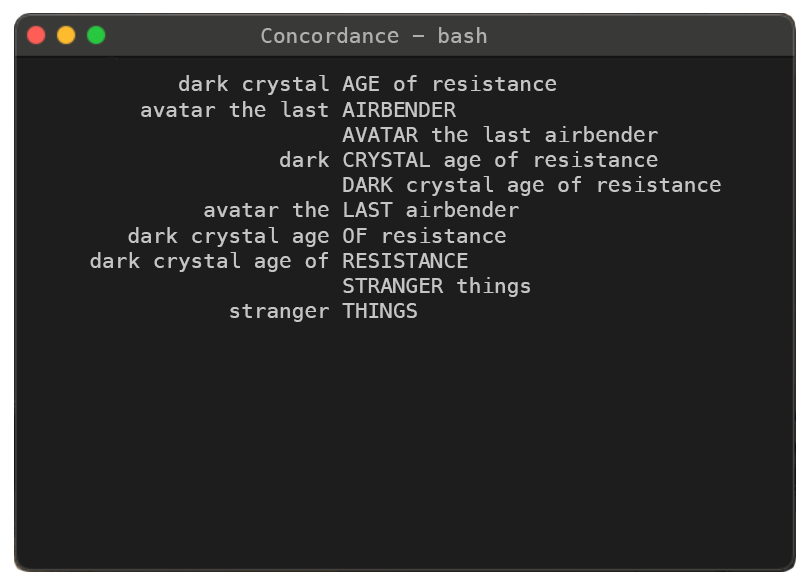 Concordance − bash
dark crystal AGE of resistance
avatar the last AIRBENDER
AVATAR the last airbender
dark CRYSTAL age of resistance
DARK crystal age of resistance
avatar the LAST airbender
dark crystal age OF resistance
dark crystal age of RESISTANCE
STRANGER things
stranger THINGS